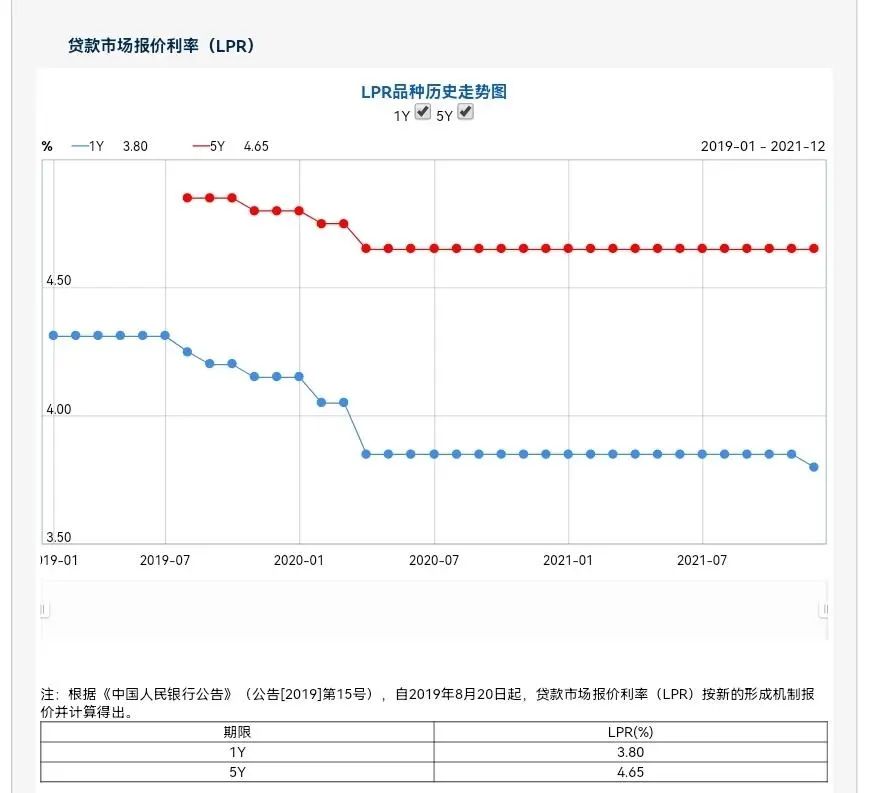 贷款市场报价利率（LPR）
LPR品种历史走势图
1Y 5Y
% 1Y 3.80 5Y 4.65 2019-01 - 2021-12
4.50
4.00
3.50
19-01 2019-07 2020-01 2020-07 2021-01 2021-07
注：根据《中国人民银行公告》（公告[2019]第15号），自2019年8月20日起，贷款市场报价利率（LPR）按新的形成机制报
价并计算得出。
期限 LPR(%)
1Y 3.80
5Y 4.65